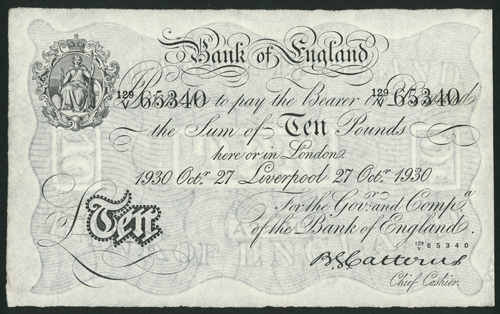 Bank of England
129/V 65340 129/V 65340
Promise to pay the Bearer on Demand
the Sum of Ten Pounds
here or in London.
1930 Octr. 27 Liverpool 27 Octr. 1930
For the Govr. and Compa.
of the Bank of England.
£Ten
129/V 65340
B.G. Catterns
Chief Cashier.